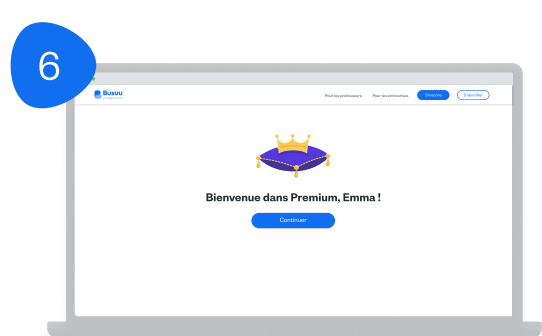 6
Busuu
Pour les professeurs
Pour les entreprises
S'inscrire
S'identifier
Bienvenue dans Premium, Emma !
Continuer